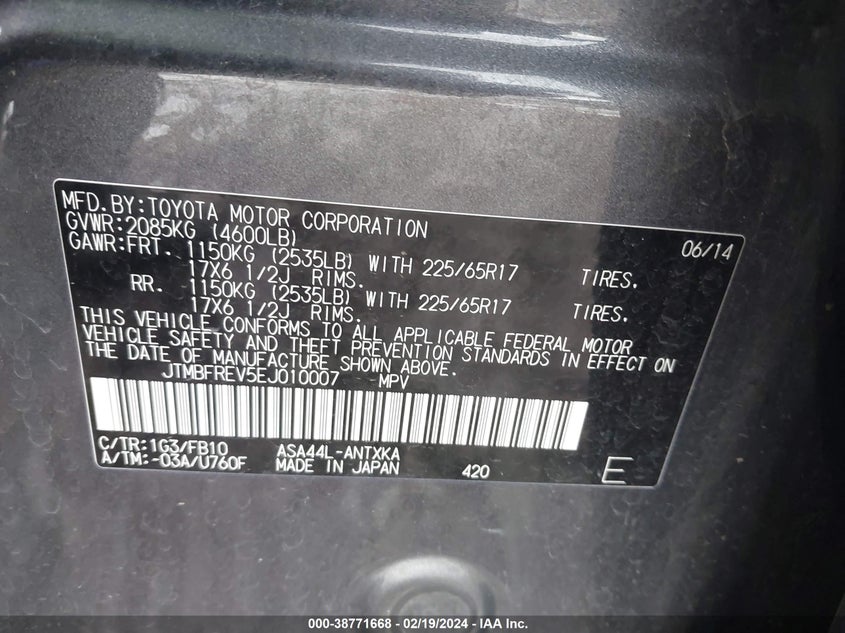 MFD.BY:TOYOTA MOTOR CORPORATION 06/14
GVWR:2085KG (4600LB)
GAWR:FRT. 1150KG (2535LB) WITH 225/65R17 TIRES.
17X6 1/2J RIMS.
RR. 1150KG (2535LB) WITH 225/65R17 TIRES.
17X6 1/2J RIMS.
THIS VEHICLE CONFORMS TO ALL APPLICABLE FEDERAL MOTOR
VEHICLE SAFETY AND THEFT PREVENTION STANDARDS IN EFFECT ON
THE DATE OF MANUFACTURE SHOWN ABOVE.
JTMBFREV5EJ010007 MPV
C/TR:1G3/FB10 ASA44L-ANTXKA
A/TM:-03A/U760F MADE IN JAPAN 420 E
000-38771668 - 02/19/2024 - IAA Inc.